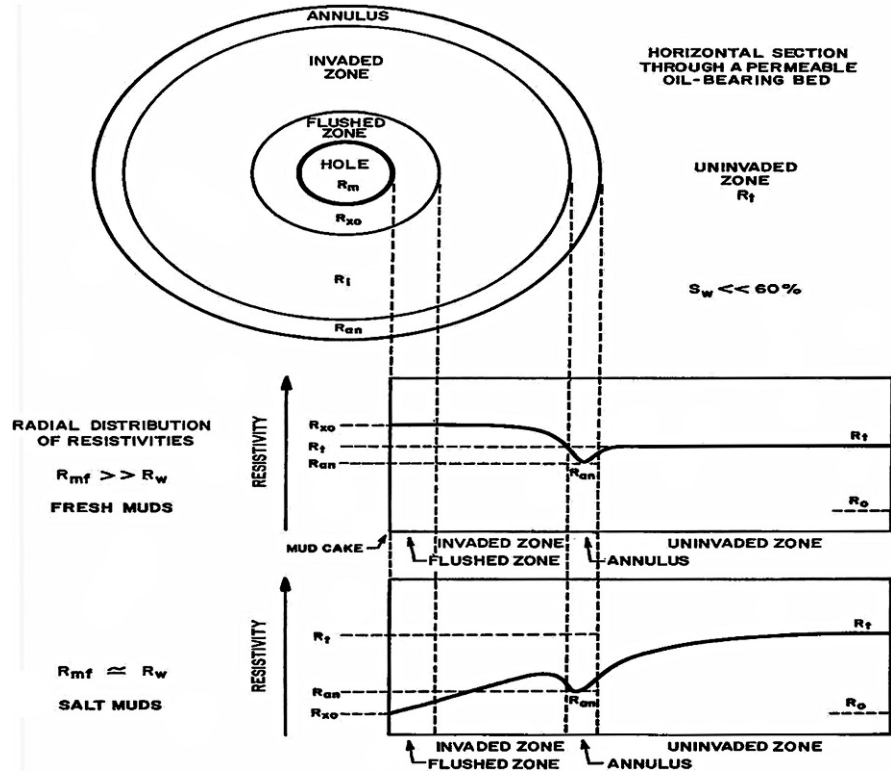 ANNULUS
INVADED
ZONE
FLUSHED
ZONE
HOLE
Rm
Rxo
Ri
Ran
HORIZONTAL SECTION
THROUGH A PERMEABLE
OIL-BEARING BED
UNINVADED
ZONE
Rt
Sw << 60%
RADIAL DISTRIBUTION
OF RESISTIVITIES
Rmf >> Rw
FRESH MUDS
RESISTIVITY
Rxo
Rt
Ran
Ran
Rt
Ro
MUD CAKE
INVADED ZONE
FLUSHED ZONE
ANNULUS
UNINVADED ZONE
Rmf ≃ Rw
SALT MUDS
RESISTIVITY
Rt
Ran
Rxo
Ran
Rt
Ro
INVADED ZONE
FLUSHED ZONE
ANNULUS
UNINVADED ZONE